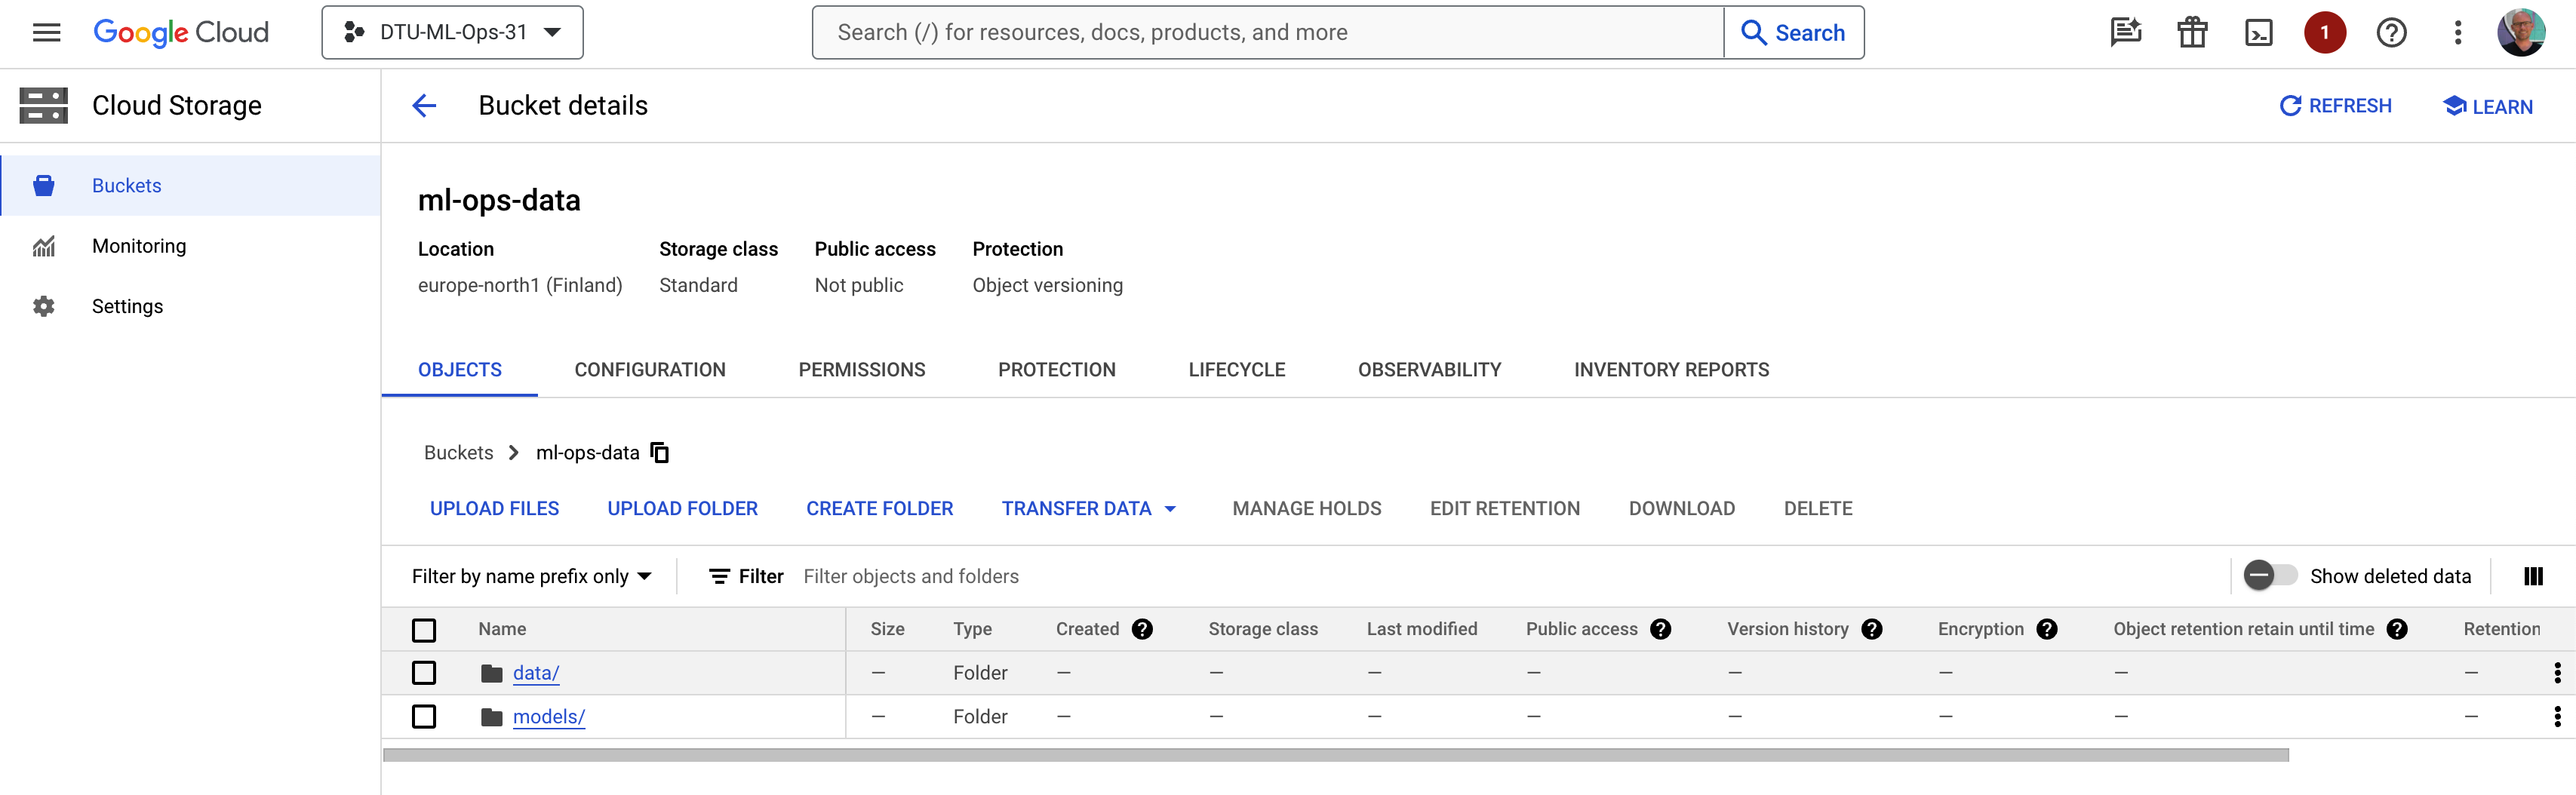 Google Cloud
DTU-ML-Ops-31
Search (/) for resources, docs, products, and more
Search
1
Cloud Storage
Bucket details
REFRESH
LEARN
Buckets
Monitoring
Settings
ml-ops-data
Location Storage class Public access Protection
europe-north1 (Finland) Standard Not public Object versioning
OBJECTS CONFIGURATION PERMISSIONS PROTECTION LIFECYCLE OBSERVABILITY INVENTORY REPORTS
Buckets > ml-ops-data
UPLOAD FILES UPLOAD FOLDER CREATE FOLDER TRANSFER DATA MANAGE HOLDS EDIT RETENTION DOWNLOAD DELETE
Filter by name prefix only Filter Filter objects and folders Show deleted data
Name Size Type Created Storage class Last modified Public access Version history Encryption Object retention retain until time Retention
data/ — Folder — — — — — — — —
models/ — Folder — — — — — — — —